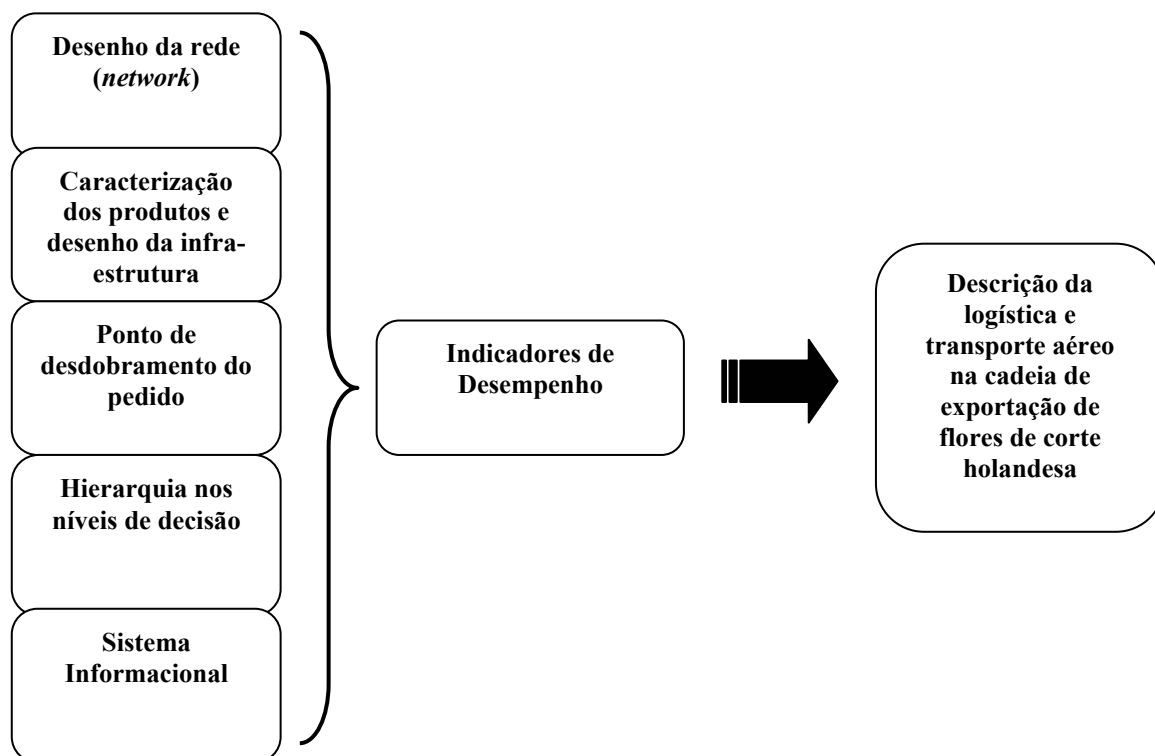 Desenho da rede
(network)
Caracterização
dos produtos e
desenho da infra-
estrutura
Ponto de
desdobramento do
pedido
Hierarquia nos
níveis de decisão
Sistema
Informacional
Indicadores de
Desempenho
Descrição da
logística e
transporte aéreo
na cadeia de
exportação de
flores de corte
holandesa